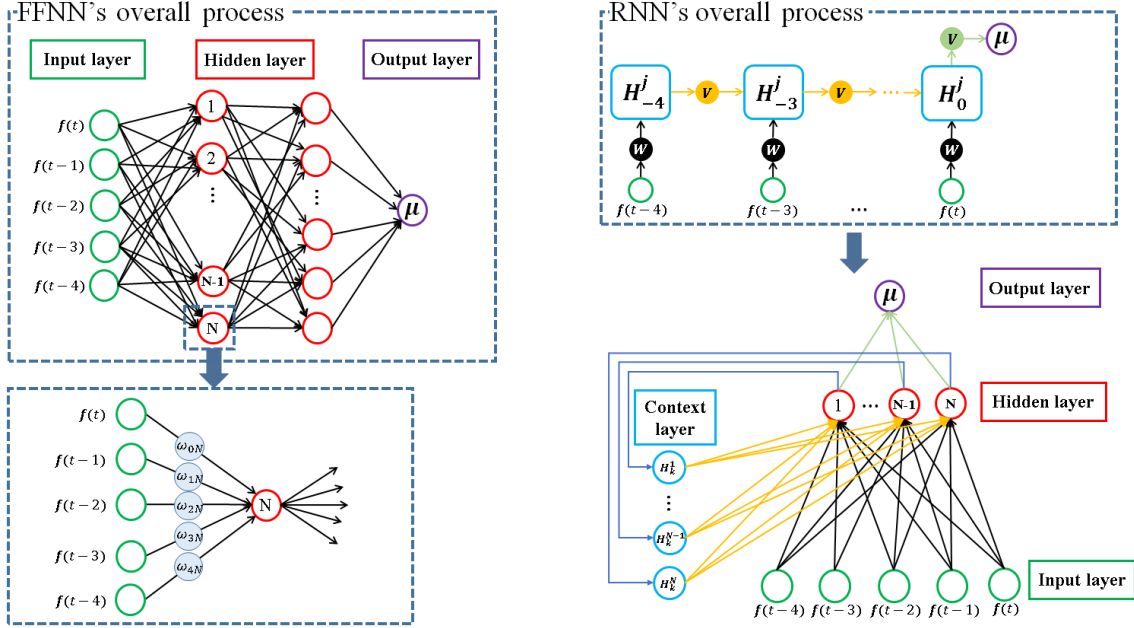 FFNN's overall process
Input layer
Hidden layer
Output layer
f(t)
f(t−1)
f(t−2)
f(t−3)
f(t−4)
1
2
⋮
N-1
N
⋮
μ
f(t)
f(t−1)
f(t−2)
f(t−3)
f(t−4)
ω0N
ω1N
ω2N
ω3N
ω4N
N
RNN's overall process
V
μ
H^j_−4
V
H^j_−3
V
⋯
H^j_0
W
W
W
f(t−4)
f(t−3)
...
f(t)
Output layer
μ
Context layer
1
...
N-1
N
Hidden layer
H^1_k
⋮
H^N−1_k
H^N_k
Input layer
f(t−4)
f(t−3)
f(t−2)
f(t−1)
f(t)